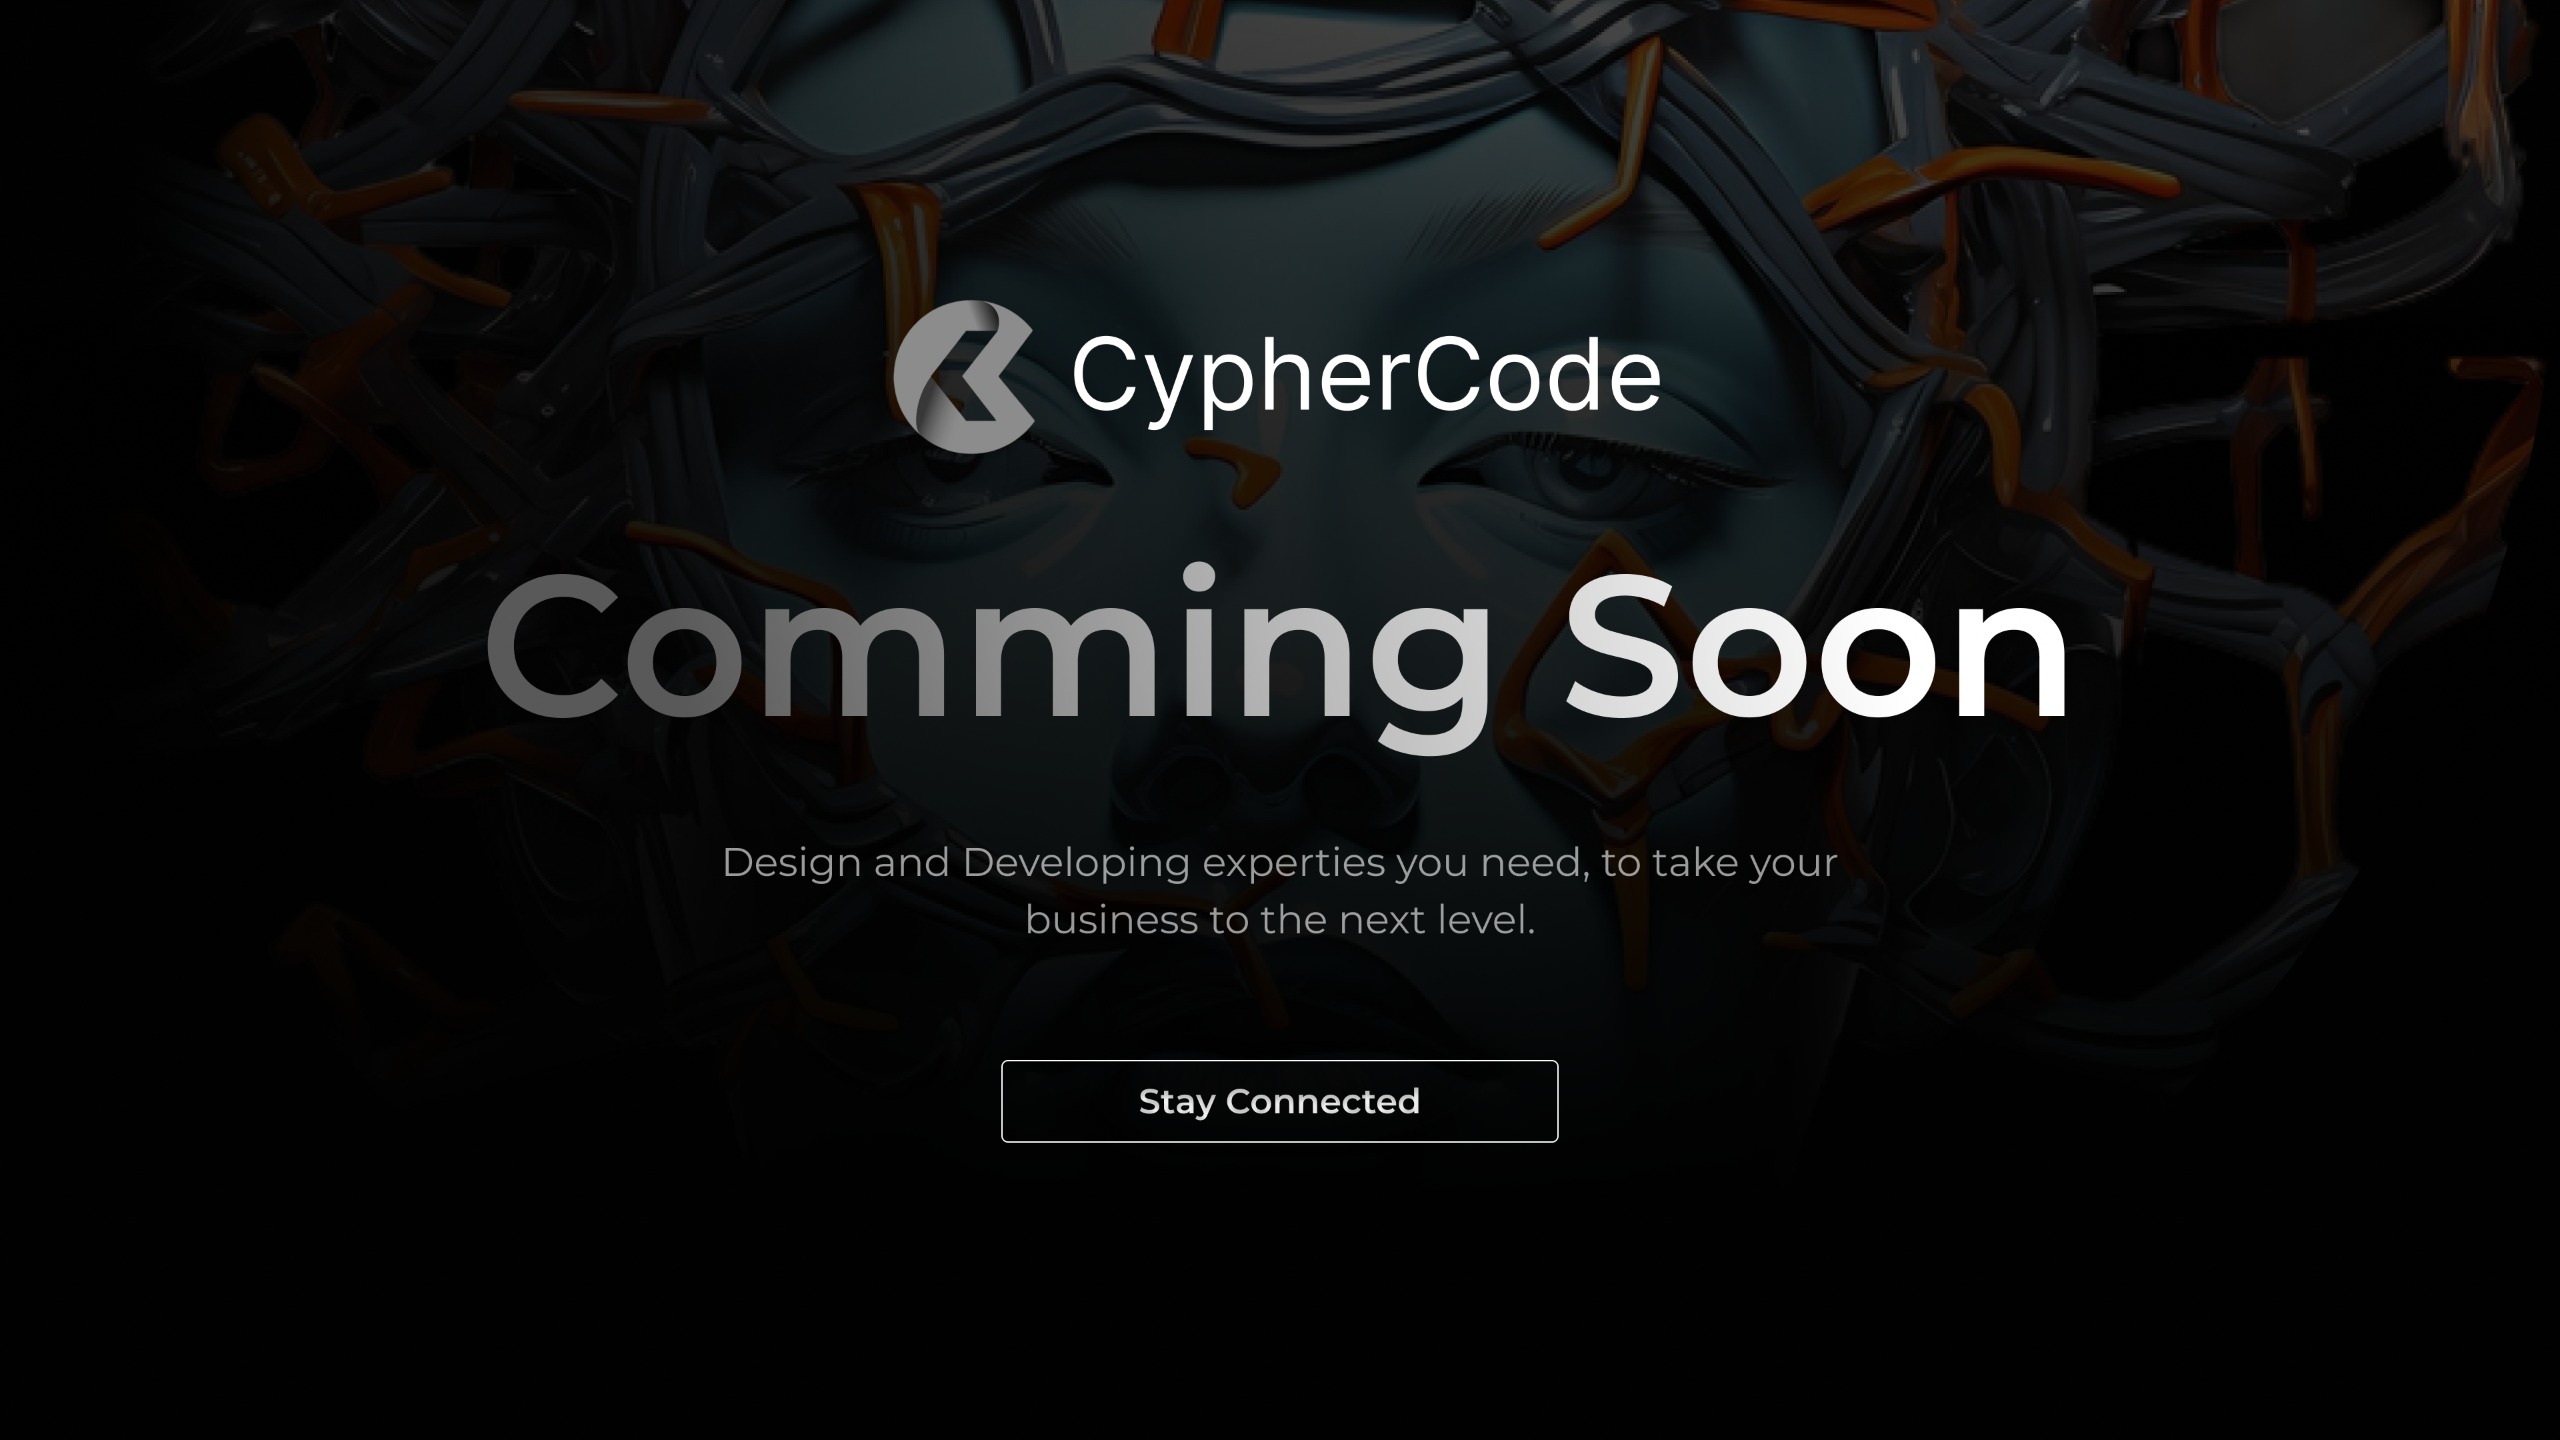 CypherCode
Comming Soon
Design and Developing experties you need, to take your
business to the next level.
Stay Connected